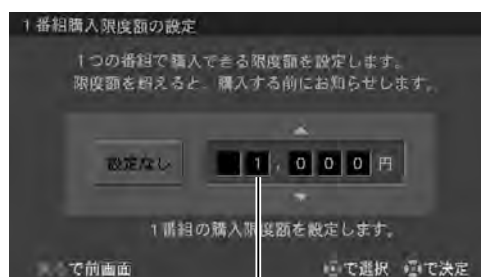 1番組購入限度額の設定
1つの番組で購入できる限度額を設定します。
限度額を超えると、購入する前にお知らせします。
設定なし 1,000円
1番組の購入限度額を設定します。
で前画面 で選択 で決定